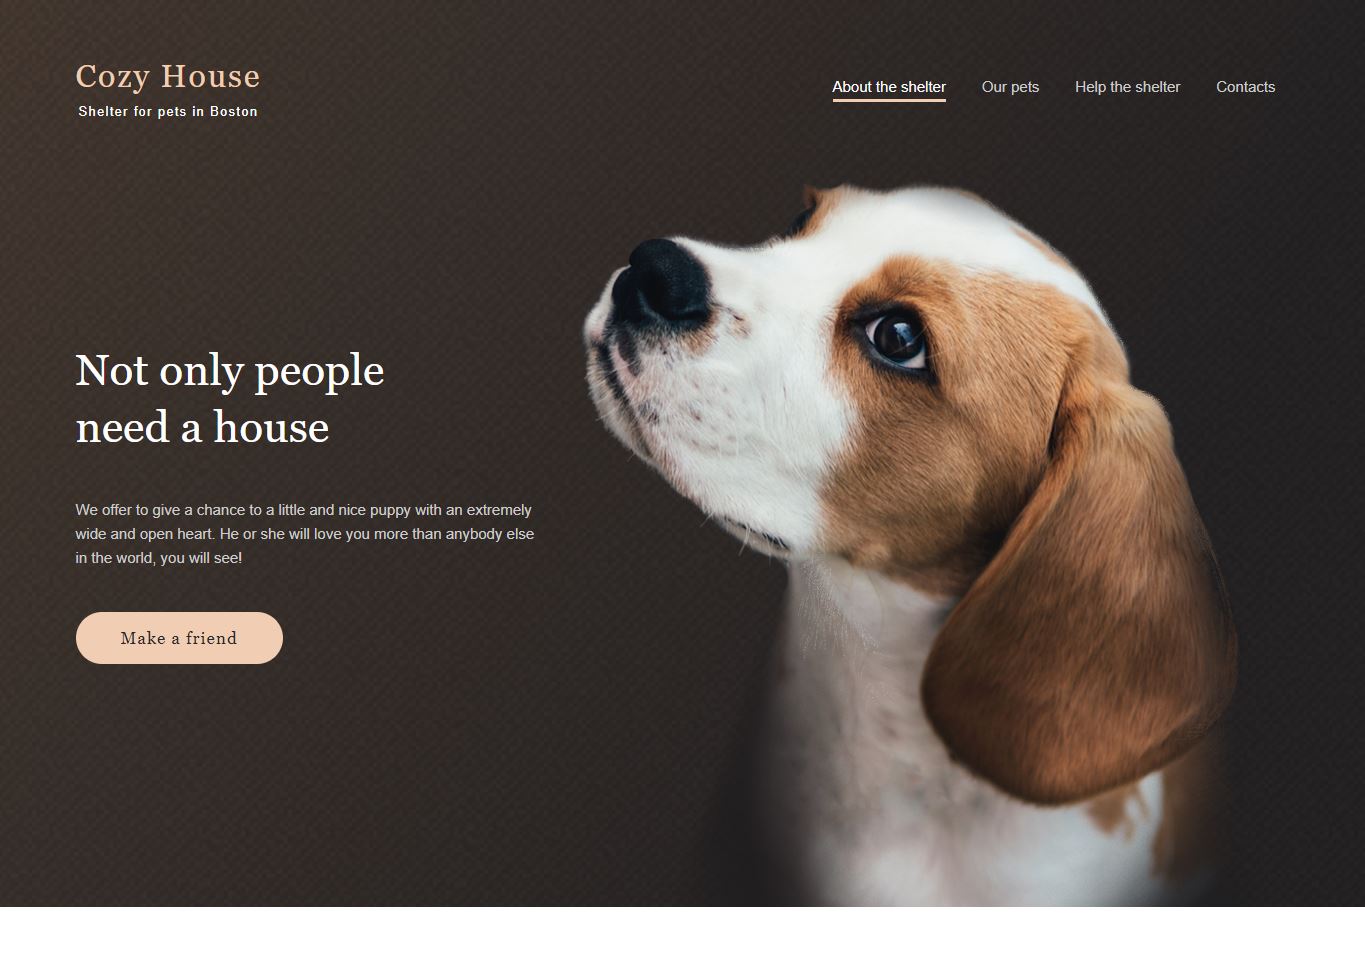 Cozy House
Shelter for pets in Boston
About the shelter
Our pets
Help the shelter
Contacts
Not only people
need a house
We offer to give a chance to a little and nice puppy with an extremely
wide and open heart. He or she will love you more than anybody else
in the world, you will see!
Make a friend